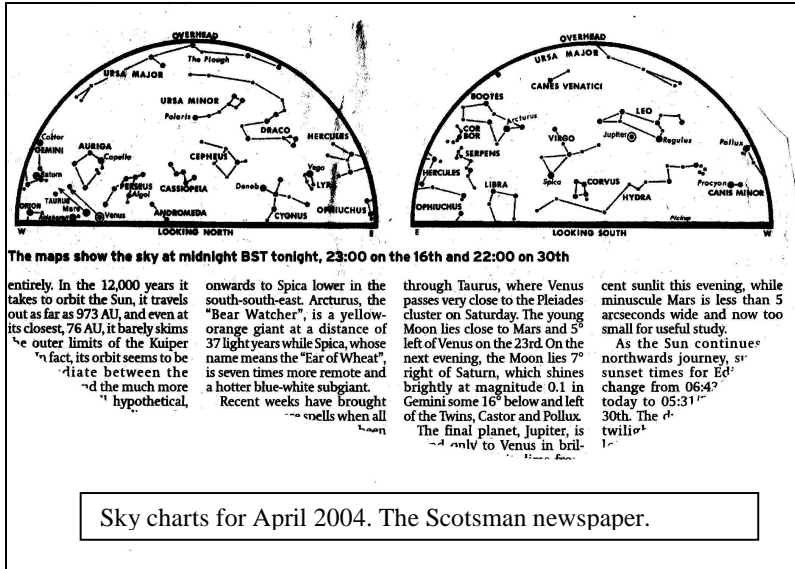 OVERHEAD
URSA MAJOR
The Plough
URSA MINOR
Polaris
DRACO
HERCULES
Castor
GEMINI
AURIGA
Capella
CEPHEUS
Saturn
PERSEUS
Algol
CASSIOPEIA
Deneb
Vega
LYR
TAURUS
Mars
Venus
ORION
ANDROMEDA
CYGNUS
OPHIUCHUS
W
LOOKING NORTH
E
OVERHEAD
URSA MAJOR
CANES VENATICI
BOOTES
Arcturus
LEO
COR
BOR
VIRGO
Jupiter
Regulus
Pollux
SERPENS
HERCULES
Spica
CORVUS
Procyon
CANIS MINOR
LIBRA
HYDRA
OPHIUCHUS
E
LOOKING SOUTH
W
The maps show the sky at midnight BST tonight, 23:00 on the 16th and 22:00 on 30th
entirely. In the 12,000 years it
takes to orbit the Sun, it travels
out as far as 973 AU, and even at
its closest, 76 AU, it barely skims
outer limits of the Kuiper
In fact, its orbit seems to be
between the
the much more
hypothetical,
onwards to Spica lower in the
south-south-east. Arcturus, the
"Bear Watcher", is a yellow-
orange giant at a distance of
37 light years while Spica, whose
name means the "Ear of Wheat",
is seven times more remote and
a hotter blue-white subgiant.
Recent weeks have brought
spells when all
been
through Taurus, where Venus
passes very close to the Pleiades
cluster on Saturday. The young
Moon lies close to Mars and 5°
left of Venus on the 23rd. On the
next evening, the Moon lies 7°
right of Saturn, which shines
brightly at magnitude 0.1 in
Gemini some 16° below and left
of the Twins, Castor and Pollux.
The final planet, Jupiter, is
only to Venus in bril-
cent sunlit this evening, while
minuscule Mars is less than 5
arcseconds wide and now too
small for useful study.
As the Sun continues
northwards journey,
sunset times for
change from
today to
30th. The
Sky charts for April 2004. The Scotsman newspaper.